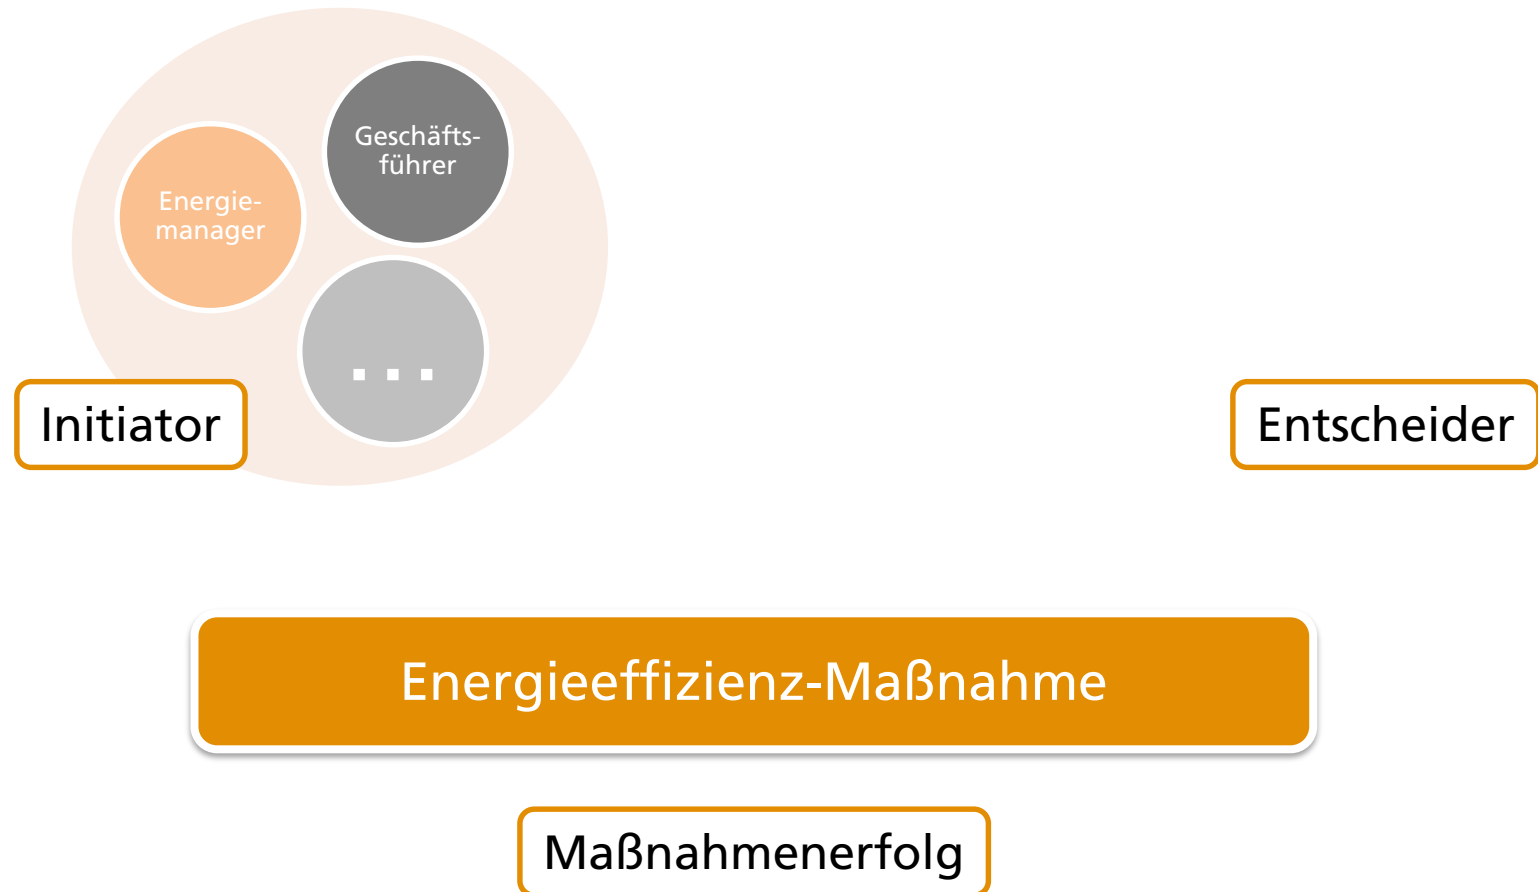 Geschäfts-
führer
Energie-
manager
...
Initiator
Entscheider
Energieeffizienz-Maßnahme
Maßnahmenerfolg